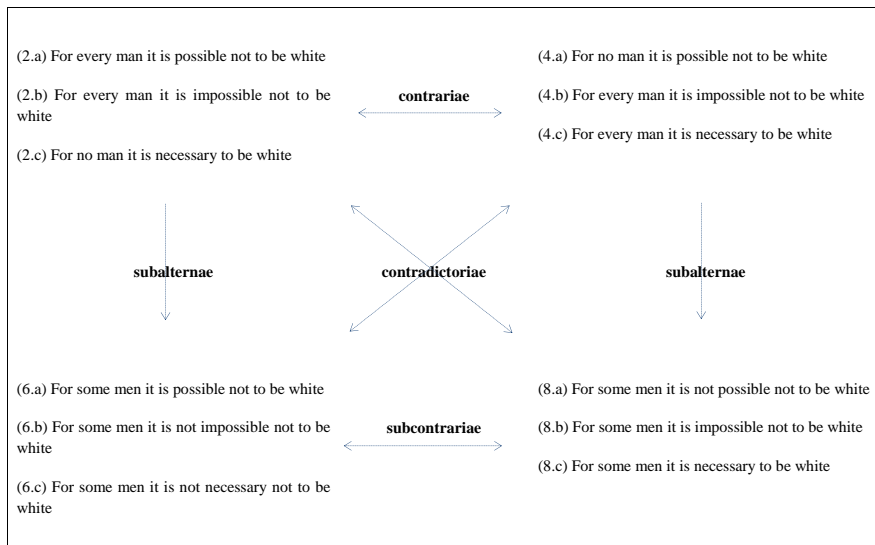 (2.a) For every man it is possible not to be white
(2.b) For every man it is impossible not to be
white
(2.c) For no man it is necessary to be white
contrariae
(4.a) For no man it is possible not to be white
(4.b) For every man it is impossible not to be white
(4.c) For every man it is necessary to be white
subalternae
contradictoriae
subalternae
(6.a) For some men it is possible not to be white
(6.b) For some men it is not impossible not to be
white
(6.c) For some men it is not necessary not to be
white
subcontrariae
(8.a) For some men it is not possible not to be white
(8.b) For some men it is impossible not to be white
(8.c) For some men it is necessary to be white